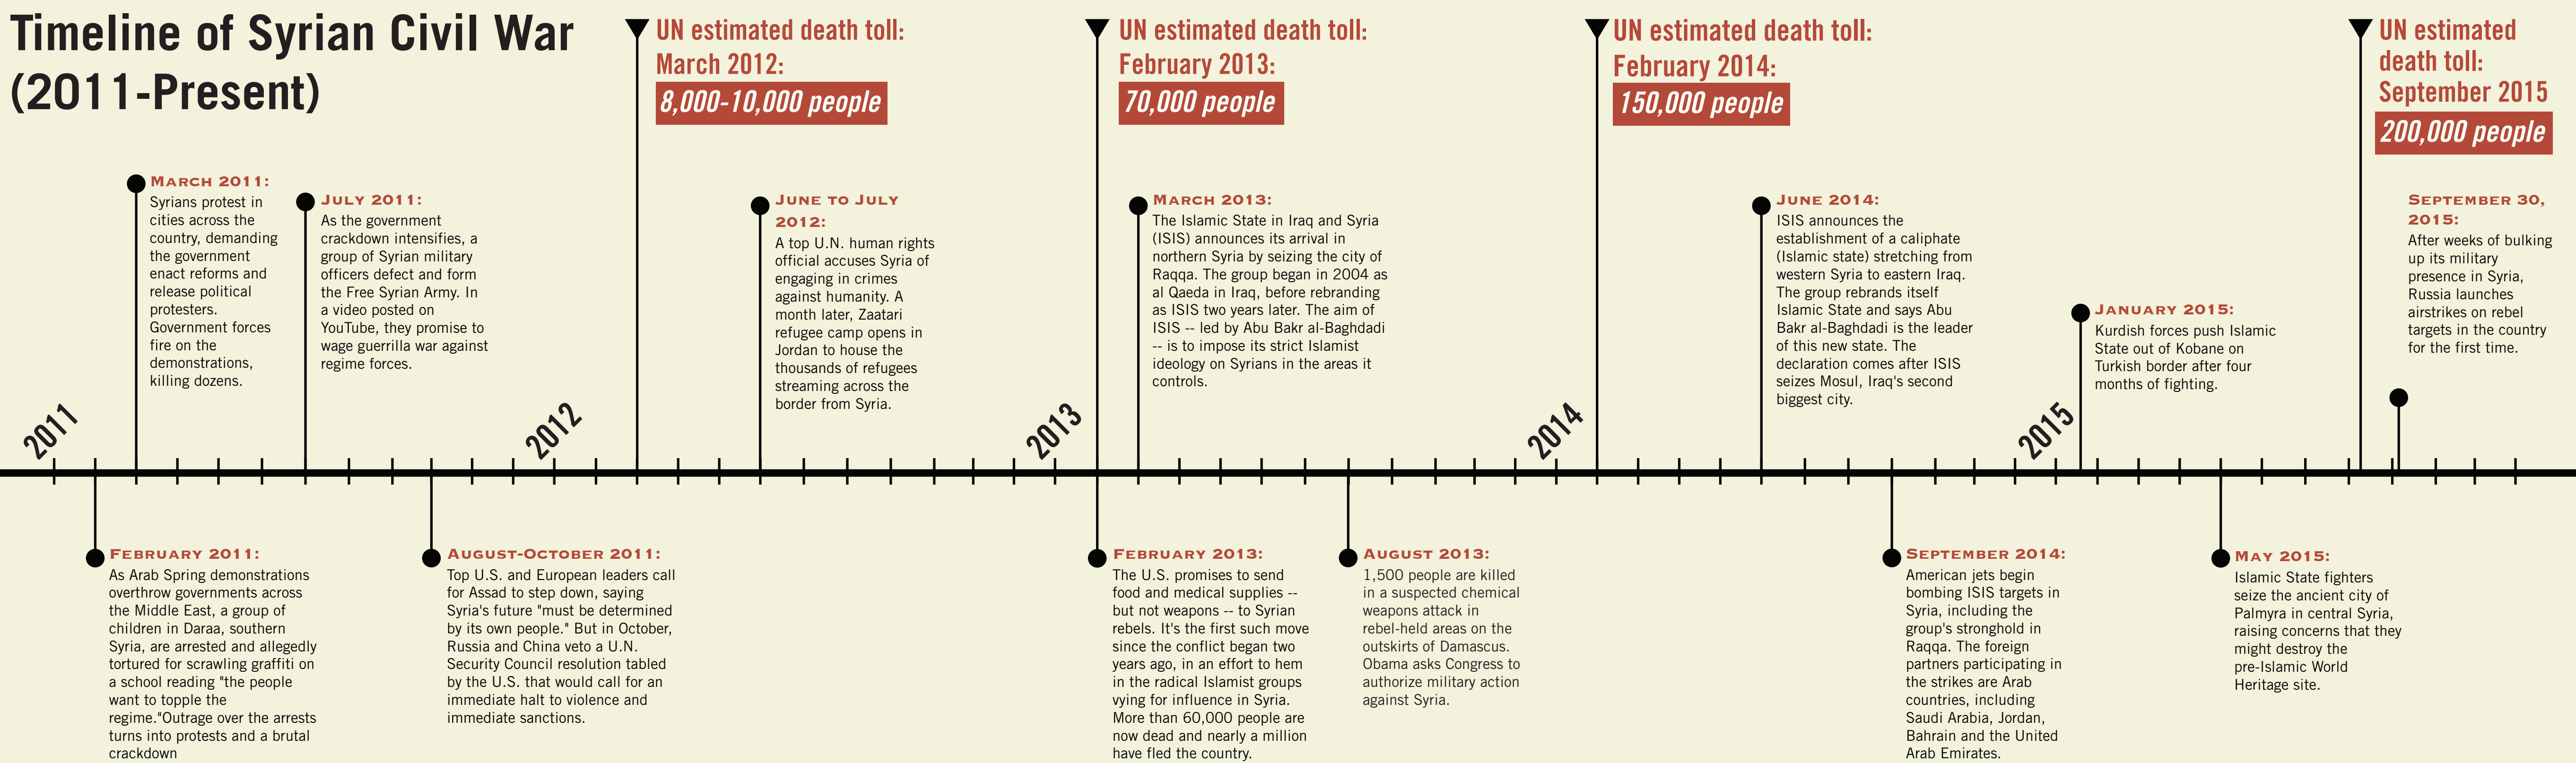 Timeline of Syrian Civil War
(2011-Present)
UN estimated death toll:
March 2012:
8,000-10,000 people
UN estimated death toll:
February 2013:
70,000 people
UN estimated death toll:
February 2014:
150,000 people
UN estimated
death toll:
September 2015
200,000 people
March 2011:
Syrians protest in
cities across the
country, demanding
the government
enact reforms and
release political
protesters.
Government forces
fire on the
demonstrations,
killing dozens.
July 2011:
As the government
crackdown intensifies, a
group of Syrian military
officers defect and form
the Free Syrian Army. In
a video posted on
YouTube, they promise to
wage guerrilla war against
regime forces.
June to July
2012:
A top U.N. human rights
official accuses Syria of
engaging in crimes
against humanity. A
month later, Zaatari
refugee camp opens in
Jordan to house the
thousands of refugees
streaming across the
border from Syria.
March 2013:
The Islamic State in Iraq and Syria
(ISIS) announces its arrival in
northern Syria by seizing the city of
Raqqa. The group began in 2004 as
al Qaeda in Iraq, before rebranding
as ISIS two years later. The aim of
ISIS -- led by Abu Bakr al-Baghdadi
-- is to impose its strict Islamist
ideology on Syrians in the areas it
controls.
June 2014:
ISIS announces the
establishment of a caliphate
(Islamic state) stretching from
western Syria to eastern Iraq.
The group rebrands itself
Islamic State and says Abu
Bakr al-Baghdadi is the leader
of this new state. The
declaration comes after ISIS
seizes Mosul, Iraq's second
biggest city.
January 2015:
Kurdish forces push Islamic
State out of Kobane on
Turkish border after four
months of fighting.
September 30,
2015:
After weeks of bulking
up its military
presence in Syria,
Russia launches
airstrikes on rebel
targets in the country
for the first time.
2011
2012
2013
2014
2015
February 2011:
As Arab Spring demonstrations
overthrow governments across
the Middle East, a group of
children in Daraa, southern
Syria, are arrested and allegedly
tortured for scrawling graffiti on
a school reading "the people
want to topple the
regime."Outrage over the arrests
turns into protests and a brutal
crackdown
August-October 2011:
Top U.S. and European leaders call
for Assad to step down, saying
Syria's future "must be determined
by its own people." But in October,
Russia and China veto a U.N.
Security Council resolution tabled
by the U.S. that would call for an
immediate halt to violence and
immediate sanctions.
February 2013:
The U.S. promises to send
food and medical supplies --
but not weapons -- to Syrian
rebels. It's the first such move
since the conflict began two
years ago, in an effort to hem
in the radical Islamist groups
vying for influence in Syria.
More than 60,000 people are
now dead and nearly a million
have fled the country.
August 2013:
1,500 people are killed
in a suspected chemical
weapons attack in
rebel-held areas on the
outskirts of Damascus.
Obama asks Congress to
authorize military action
against Syria.
September 2014:
American jets begin
bombing ISIS targets in
Syria, including the
group's stronghold in
Raqqa. The foreign
partners participating in
the strikes are Arab
countries, including
Saudi Arabia, Jordan,
Bahrain and the United
Arab Emirates.
May 2015:
Islamic State fighters
seize the ancient city of
Palmyra in central Syria,
raising concerns that they
might destroy the
pre-Islamic World
Heritage site.